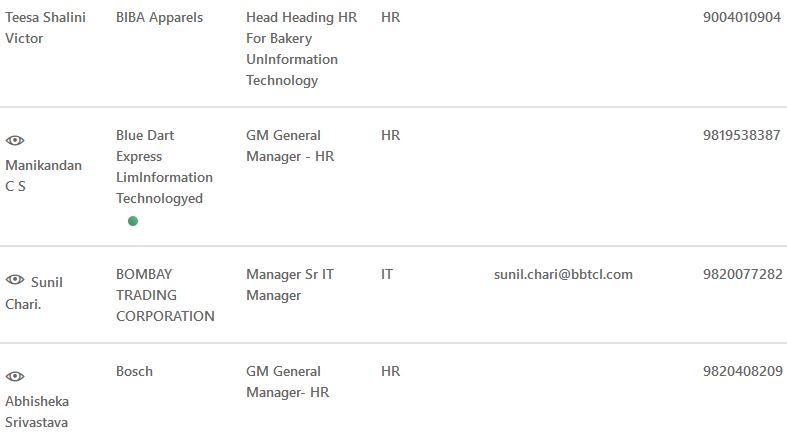 Teesa Shalini BIBA Apparels Head Heading HR HR 9004010904
Victor For Bakery
UnInformation
Technology
Blue Dart GM General HR 9819538387
Manikandan Express Manager - HR
C S LimInformation
Technologyed
Sunil BOMBAY Manager Sr IT IT sunil.chari@bbtcl.com 9820077282
Chari. TRADING Manager
CORPORATION
Bosch GM General HR 9820408209
Abhisheka Manager- HR
Srivastava